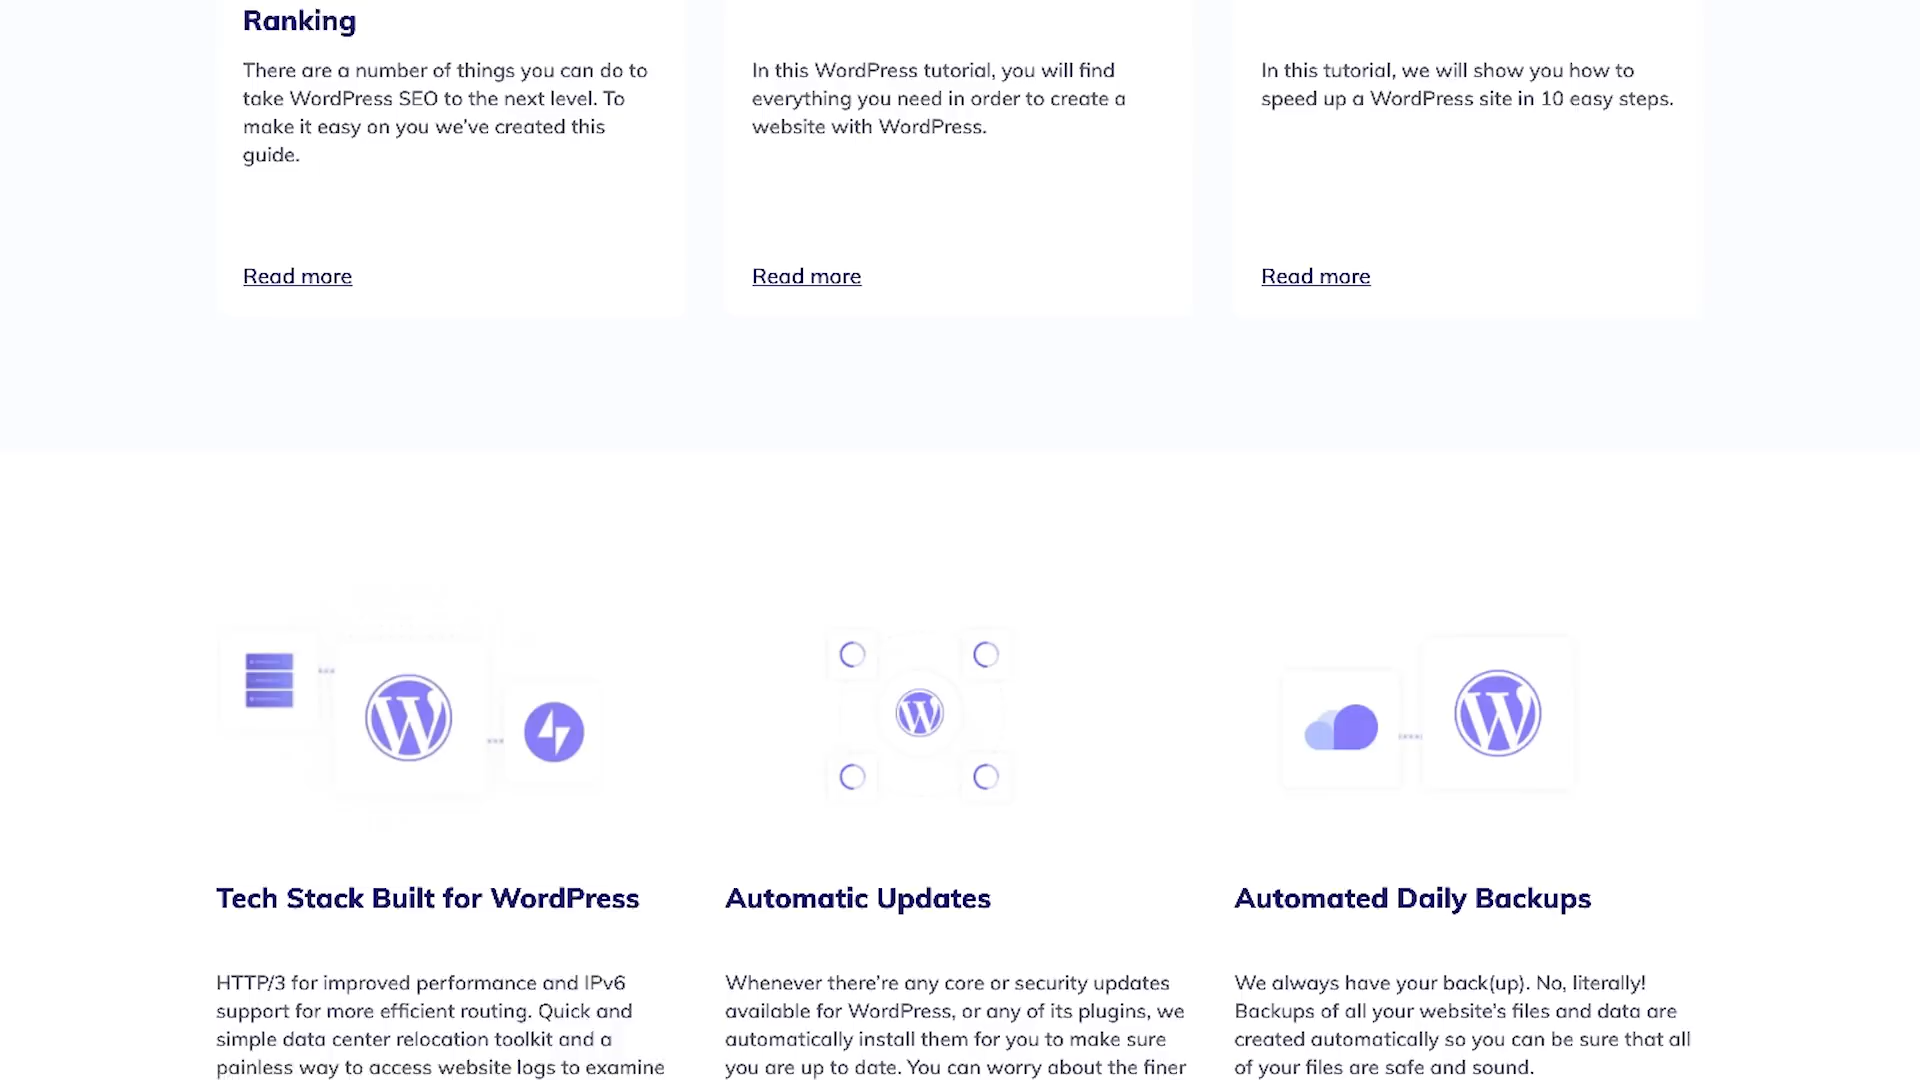 Ranking
There are a number of things you can do to
take WordPress SEO to the next level. To
make it easy on you we've created this
guide.
Read more
In this WordPress tutorial, you will find
everything you need in order to create a
website with WordPress.
Read more
In this tutorial, we will show you how to
speed up a WordPress site in 10 easy steps.
Read more
Tech Stack Built for WordPress
HTTP/3 for improved performance and IPv6
support for more efficient routing. Quick and
simple data center relocation toolkit and a
painless way to access website logs to examine
Automatic Updates
Whenever there're any core or security updates
available for WordPress, or any of its plugins, we
automatically install them for you to make sure
you are up to date. You can worry about the finer
Automated Daily Backups
We always have your back(up). No, literally!
Backups of all your website's files and data are
created automatically so you can be sure that all
of your files are safe and sound.